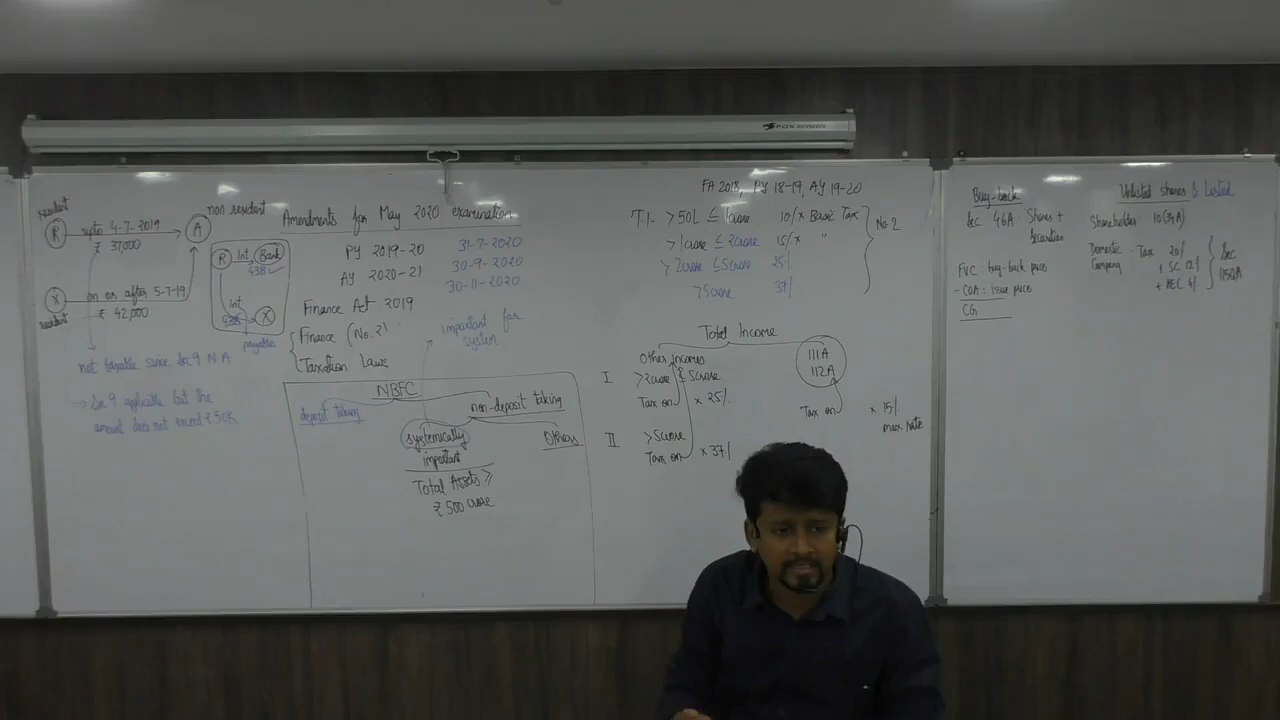 resident
R
upto 4-7-2019
₹ 37,000
A
non resident
X
resident
on or after 5-7-19
₹ 42,000
R
Int
Bank
43B
Int
X
payable
not taxable since Sec 9 N.A
→ Sec 9 applicable but the
amount does not exceed ₹ 50K
Amendments for May 2020 examination
PY 2019-20
AY 2020-21
Finance Act 2019
Finance (No.2)
Taxation Laws
31-7-2020
30-9-2020
30-11-2020
important for
system
NBFC
deposit taking
non-deposit taking
systemically
important
Others
Total Assets ≥
₹ 500 crore
FA 2018, PY 18-19, AY 19-20
T.I. > 50L ≤ 1crore 10% x Basic Tax
> 1crore ≤ 2crore 15% x "
> 2crore ≤ 5crore 25%
> 5crore 37%
No 2
Total Income
Other incomes
111A
112A
I
> 2crore ≤ 5crore
Tax on x 25%
Tax on x 15%
max rate
II
> 5crore
Tax on x 37%
Buy-back
Sec 46A Shares +
Securities
FVC : buy-back price
- COA : issue price
CG
Unlisted shares & Listed
Shareholder 10(34A)
Domestic Company - Tax 20%
+ SC 12%
+ HEC 4%
Sec
115QA